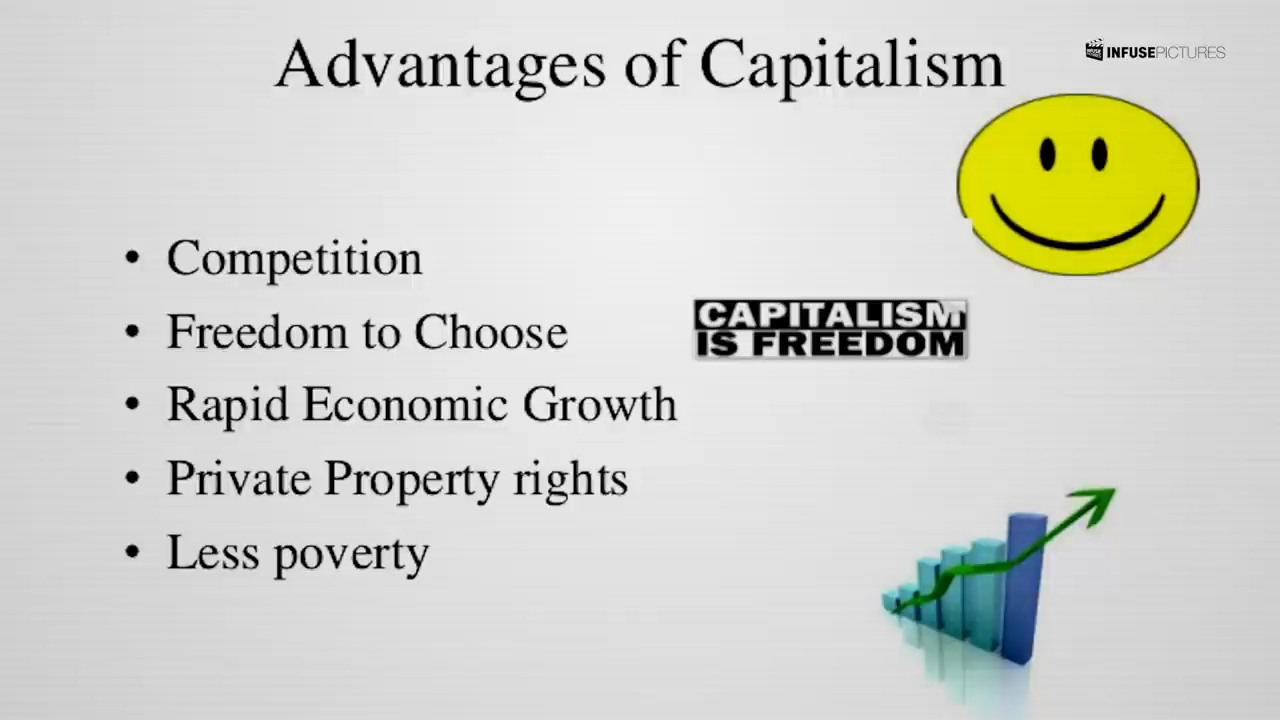 Advantages of Capitalism
INFUSEPICTURES
• Competition
• Freedom to Choose
CAPITALISM
IS FREEDOM
• Rapid Economic Growth
• Private Property rights
• Less poverty